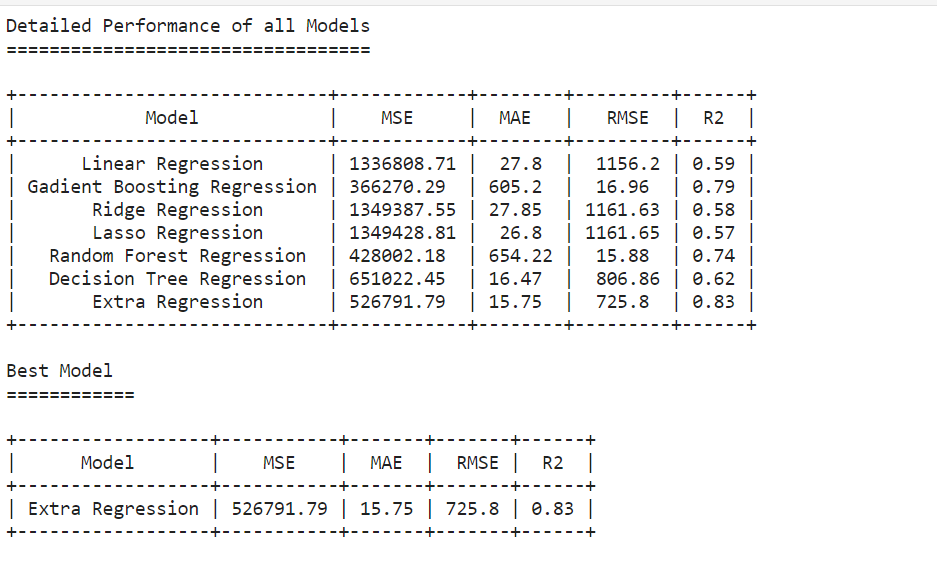 Detailed Performance of all Models
==================================
+-----------------------------+------------+--------+---------+------+
|            Model            |    MSE     |  MAE   |   RMSE  |  R2  |
+-----------------------------+------------+--------+---------+------+
|      Linear Regression      | 1336808.71 |  27.8  |  1156.2 | 0.59 |
| Gadient Boosting Regression | 366270.29  | 605.2  |  16.96  | 0.79 |
|       Ridge Regression      | 1349387.55 | 27.85  | 1161.63 | 0.58 |
|       Lasso Regression      | 1349428.81 |  26.8  | 1161.65 | 0.57 |
|   Random Forest Regression  | 428002.18  | 654.22 |  15.88  | 0.74 |
|   Decision Tree Regression  | 651022.45  | 16.47  |  806.86 | 0.62 |
|       Extra Regression      | 526791.79  | 15.75  |  725.8  | 0.83 |
+-----------------------------+------------+--------+---------+------+
Best Model
============
+------------------+-----------+-------+-------+------+
|      Model       |    MSE    |  MAE  |  RMSE |  R2  |
+------------------+-----------+-------+-------+------+
| Extra Regression | 526791.79 | 15.75 | 725.8 | 0.83 |
+------------------+-----------+-------+-------+------+